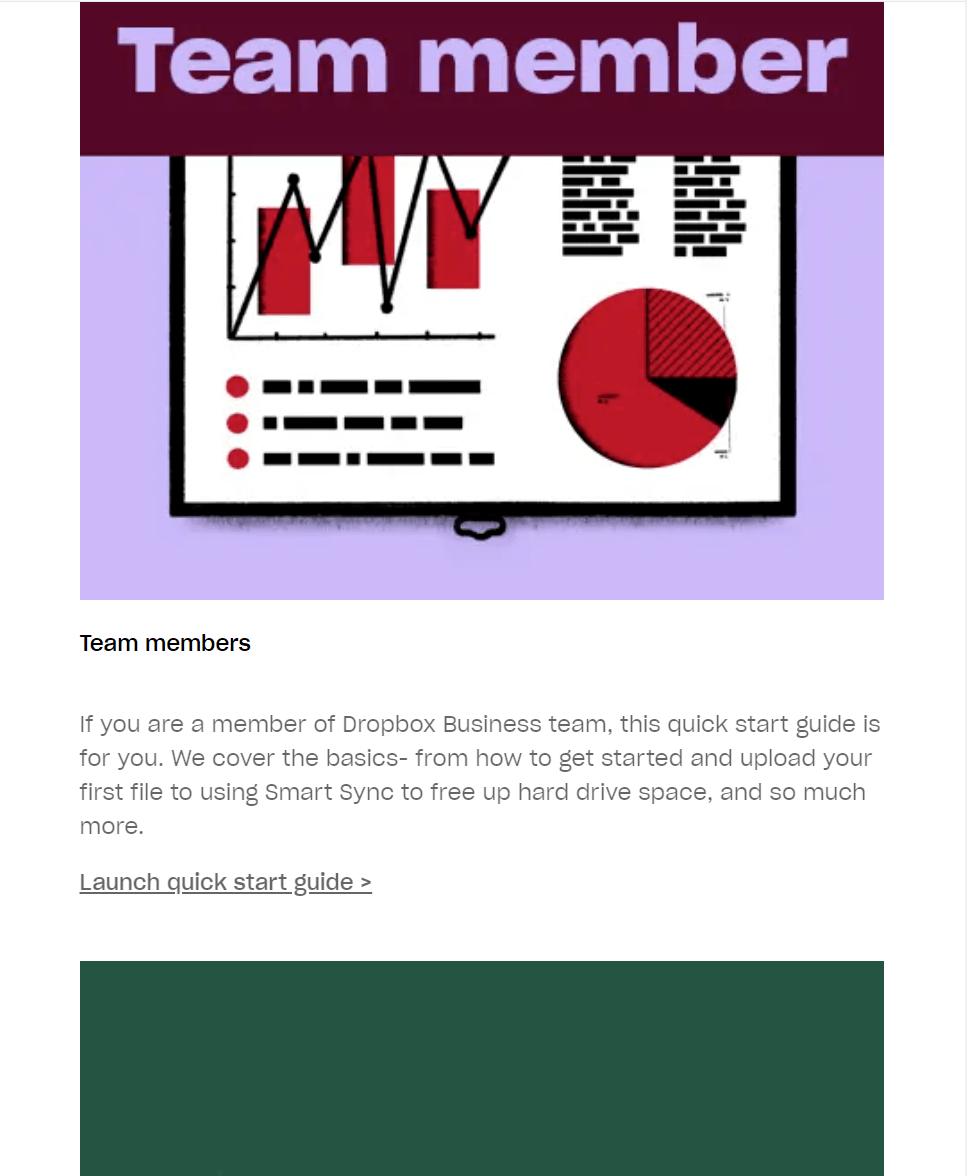 Team member
Team members
If you are a member of Dropbox Business team, this quick start guide is
for you. We cover the basics- from how to get started and upload your
first file to using Smart Sync to free up hard drive space, and so much
more.
Launch quick start guide >